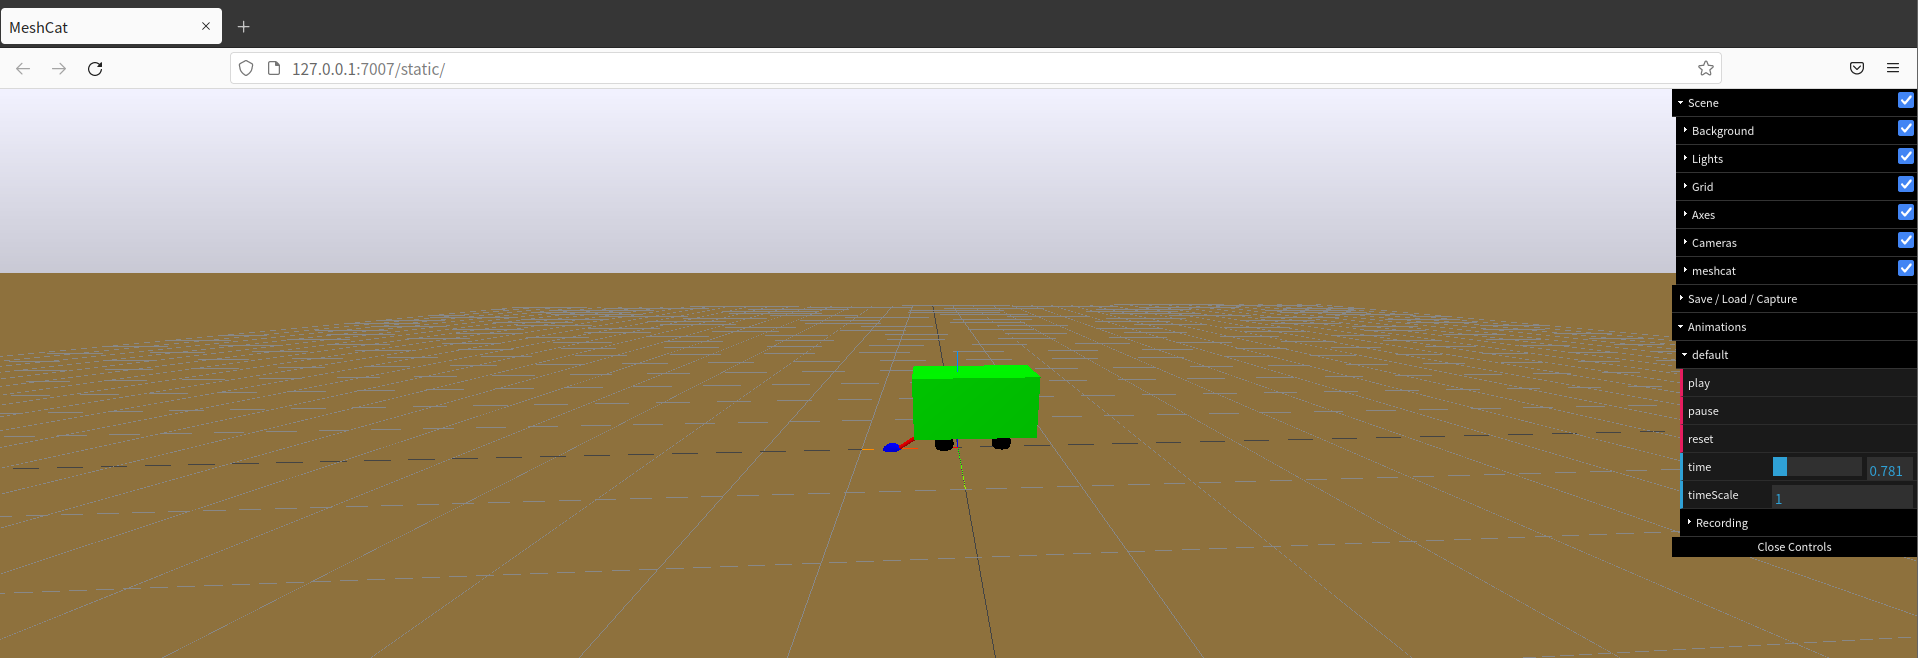 MeshCat
127.0.0.1:7007/static/
Scene
Background
Lights
Grid
Axes
Cameras
meshcat
Save / Load / Capture
Animations
default
play
pause
reset
time 0.781
timeScale 1
Recording
Close Controls